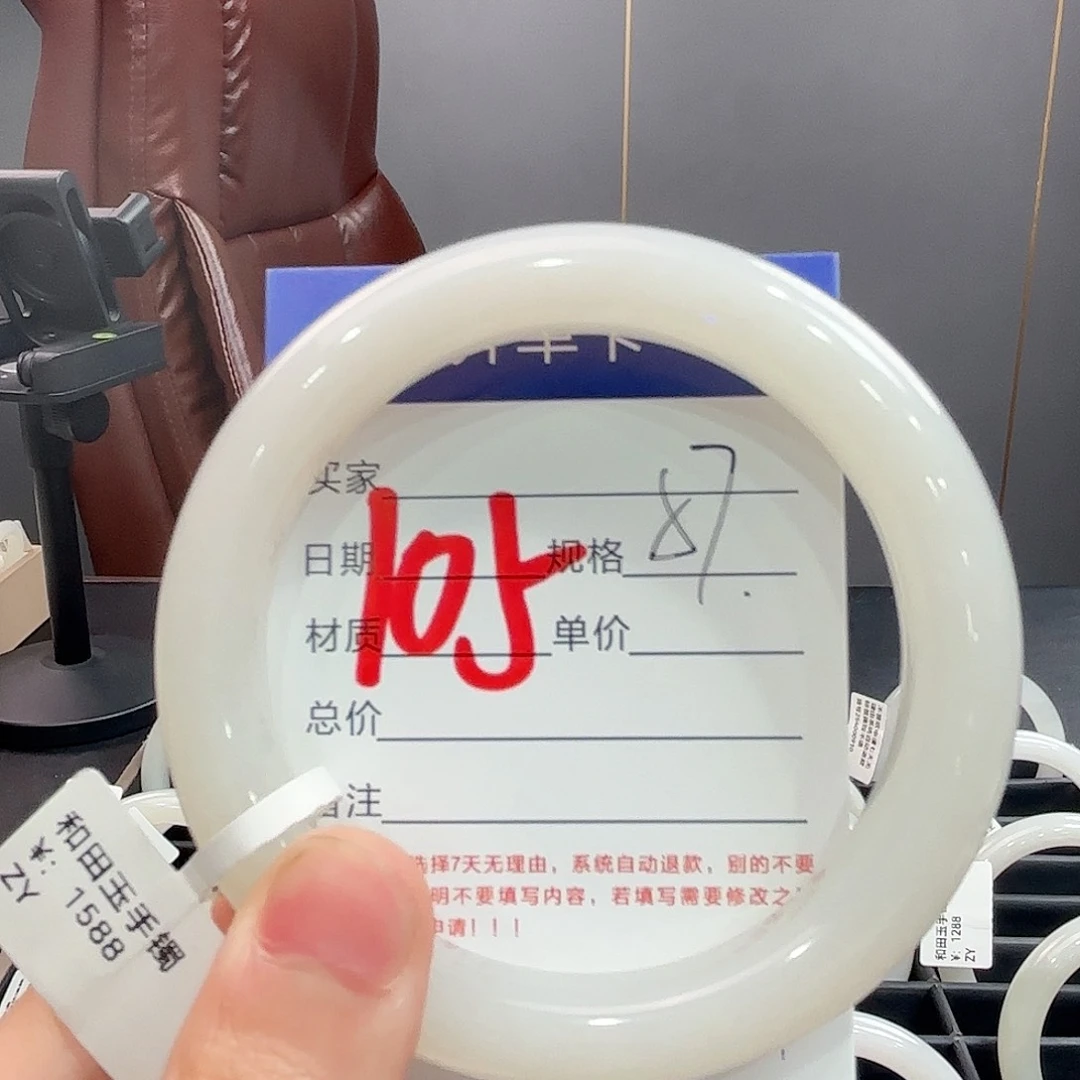 买家
87.
日期
105
规格
材质
单价
总价
注
选择7天无理由，系统自动退款，别的不要
明不要填写内容，若填写需要修改之
申请！！！
和田玉手镯
¥: 1588
ZY
和田玉手
¥: 1288
ZY